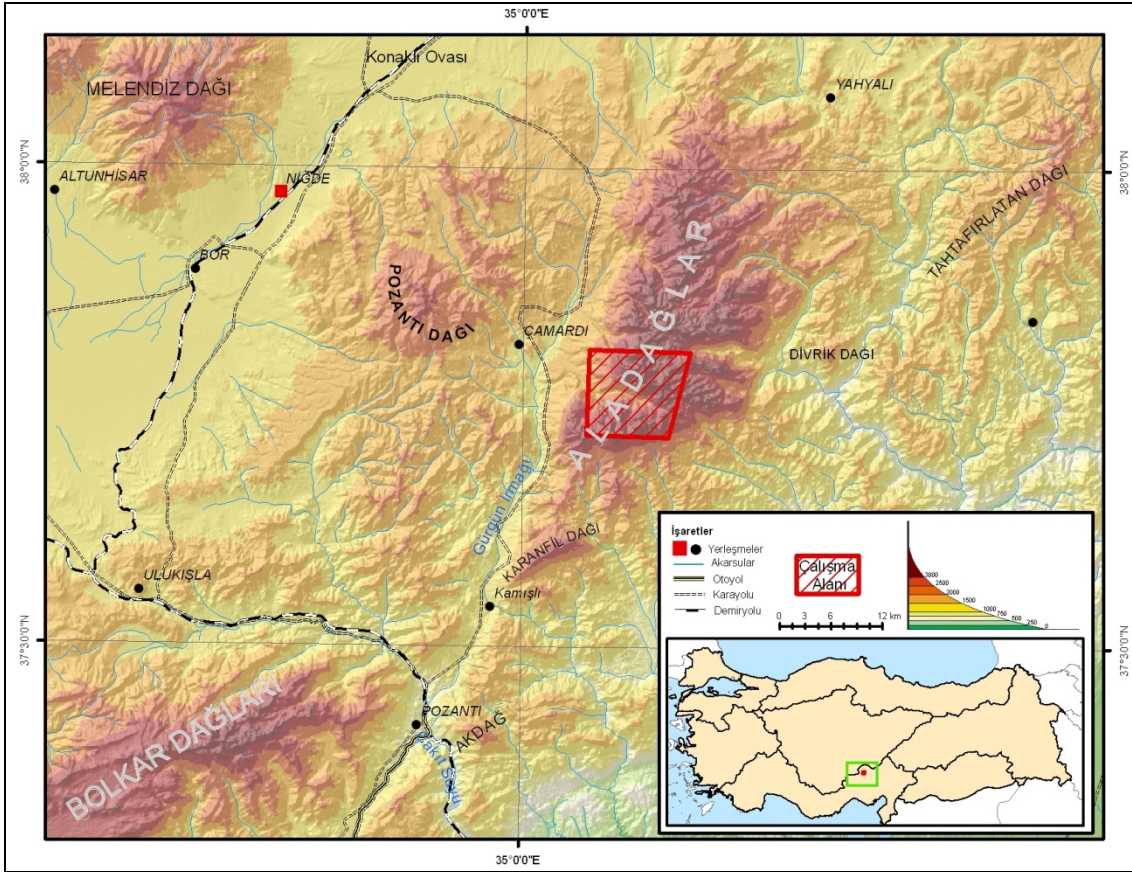 35°0'0"E
Konaklı Ovası
MELENDİZ DAĞI
YAHYALI
38°0'0"N
38°0'0"N
ALTUNHİSAR
NİĞDE
TAHTAFIRLATAN DAĞI
BOR
POZANTI DAĞI
ÇAMARDI
ALADAĞLAR
DİVRİK DAĞI
Gürgün Irmağı
KARANFİL DAĞI
ULUKIŞLA
Kamışlı
37°30'0"N
37°30'0"N
BOLKAR DAĞLARI
POZANTI
AKDAĞ
Çakıt Suyu
35°0'0"E
İşaretler
Yerleşmeler
Akarsular
Otoyol
Karayolu
Demiryolu
Çalışma
Alanı
0 3 6 12 km
3000
2500
2000
1500
1000
750
500
250
0